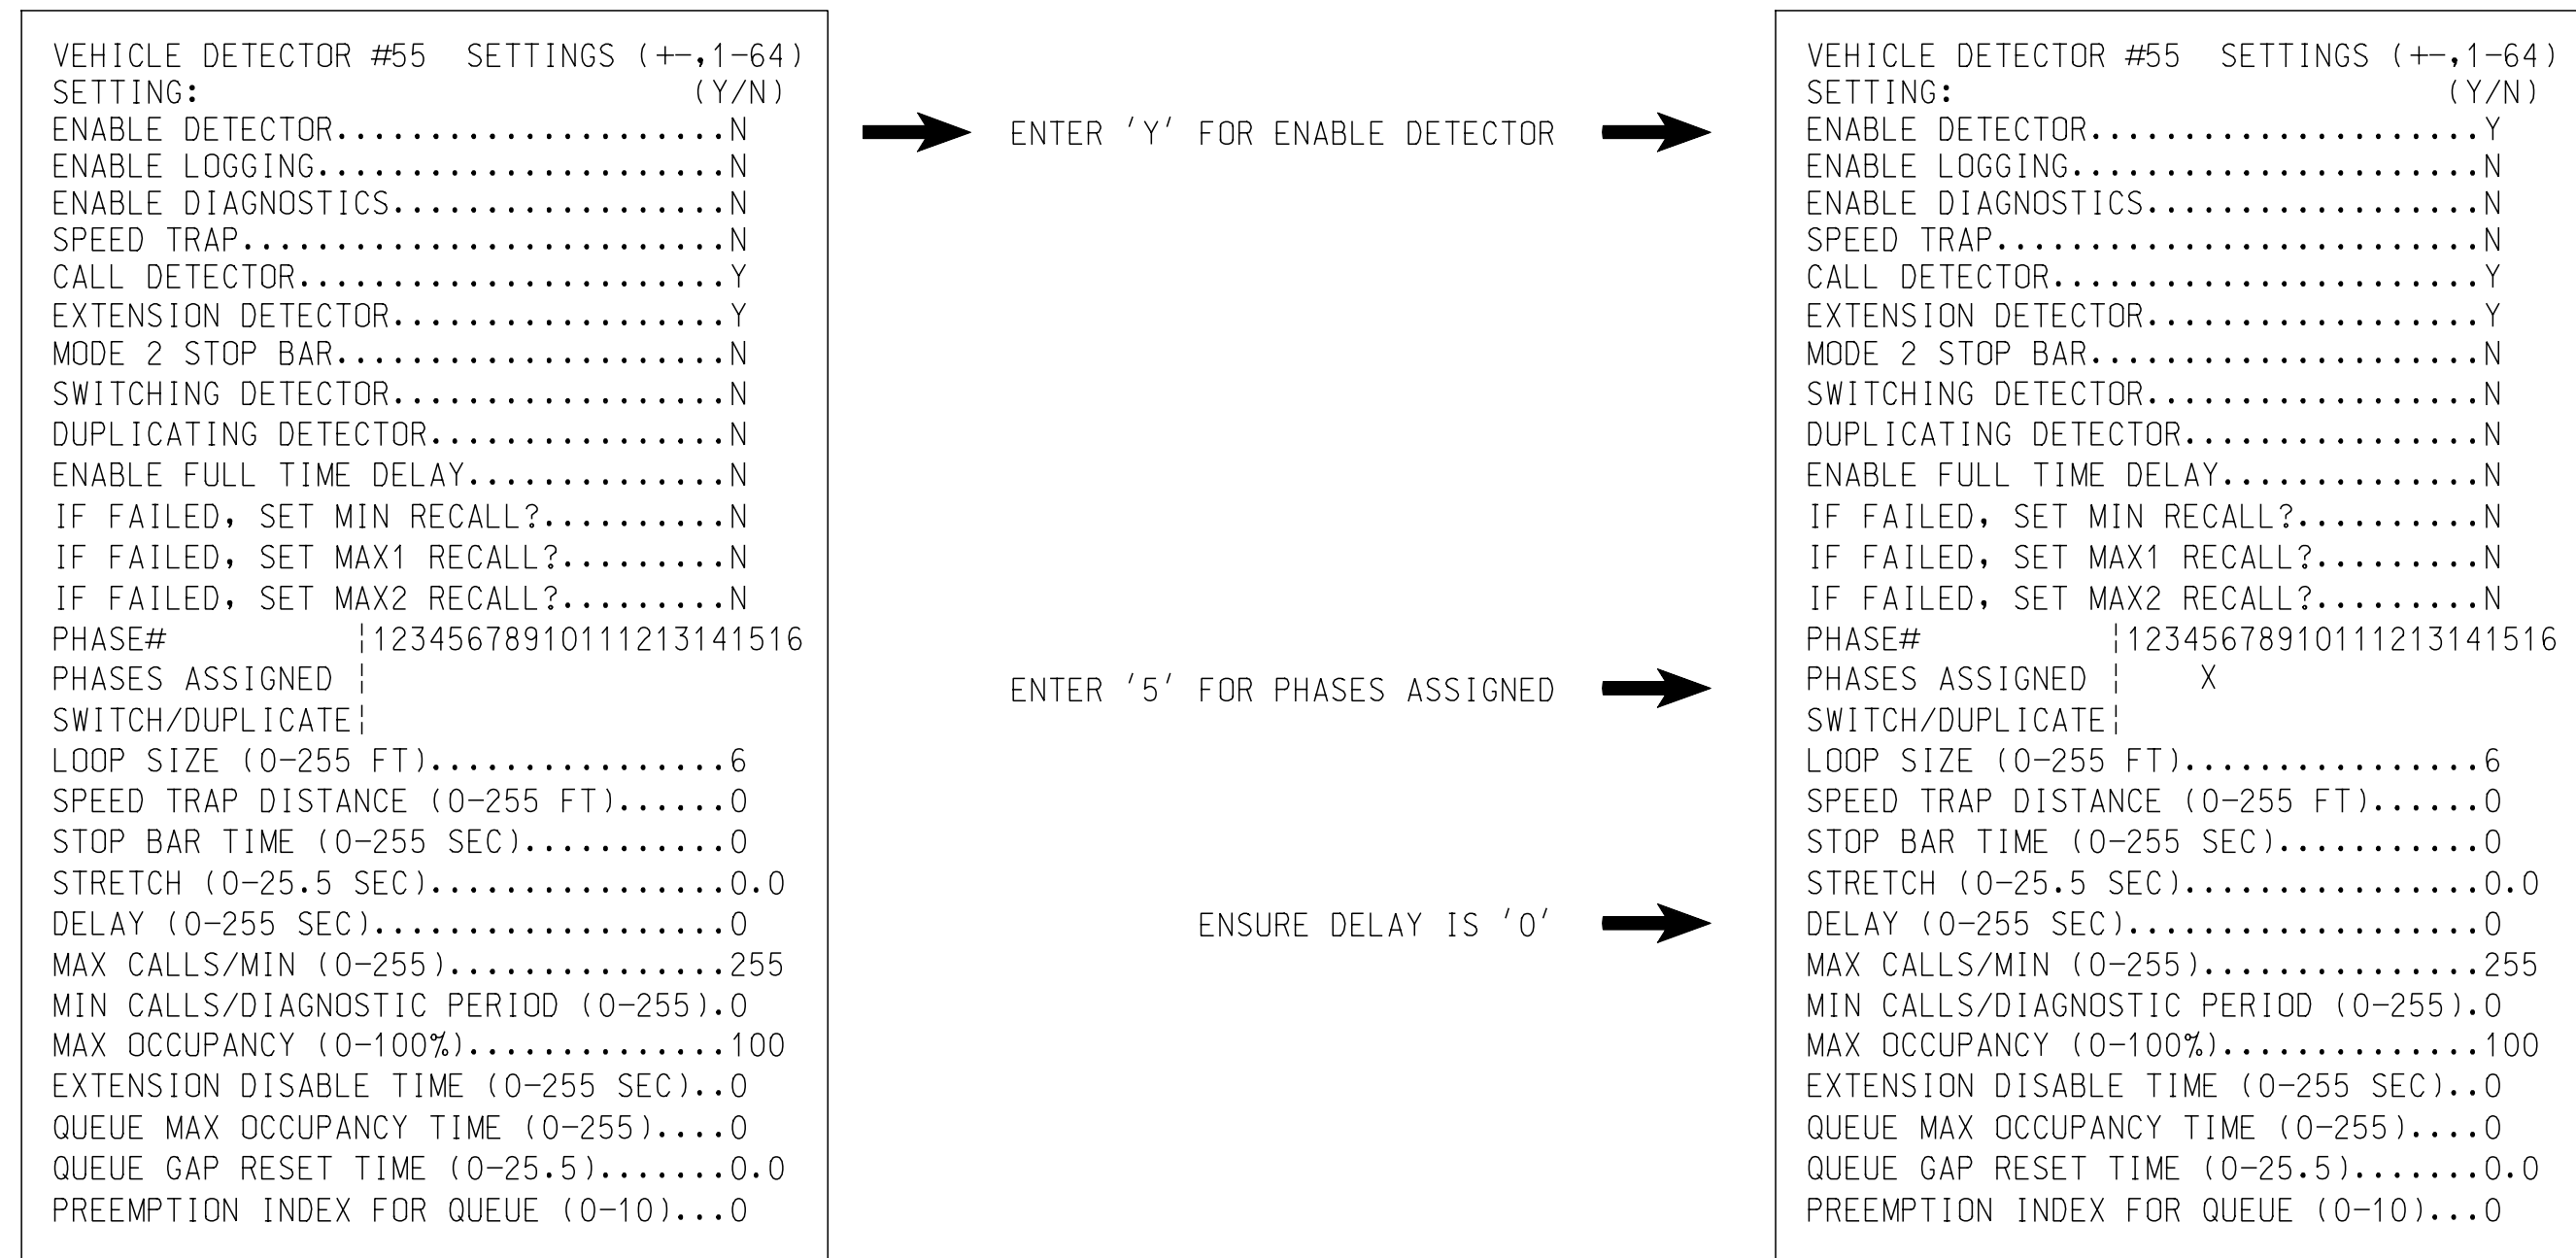 VEHICLE DETECTOR #55  SETTINGS (+-,1-64)
SETTING:                          (Y/N)
ENABLE DETECTOR.....................N
ENABLE LOGGING......................N
ENABLE DIAGNOSTICS..................N
SPEED TRAP..........................N
CALL DETECTOR.......................Y
EXTENSION DETECTOR..................Y
MODE 2 STOP BAR.....................N
SWITCHING DETECTOR..................N
DUPLICATING DETECTOR................N
ENABLE FULL TIME DELAY..............N
IF FAILED, SET MIN RECALL?..........N
IF FAILED, SET MAX1 RECALL?.........N
IF FAILED, SET MAX2 RECALL?.........N
PHASE#          |12345678910111213141516
PHASES ASSIGNED |
SWITCH/DUPLICATE|
LOOP SIZE (0-255 FT)................6
SPEED TRAP DISTANCE (0-255 FT)......0
STOP BAR TIME (0-255 SEC)...........0
STRETCH (0-25.5 SEC)................0.0
DELAY (0-255 SEC)...................0
MAX CALLS/MIN (0-255)...............255
MIN CALLS/DIAGNOSTIC PERIOD (0-255).0
MAX OCCUPANCY (0-100%)..............100
EXTENSION DISABLE TIME (0-255 SEC)..0
QUEUE MAX OCCUPANCY TIME (0-255)....0
QUEUE GAP RESET TIME (0-25.5).......0.0
PREEMPTION INDEX FOR QUEUE (0-10)...0
ENTER 'Y' FOR ENABLE DETECTOR
ENTER '5' FOR PHASES ASSIGNED
ENSURE DELAY IS '0'
VEHICLE DETECTOR #55  SETTINGS (+-,1-64)
SETTING:                          (Y/N)
ENABLE DETECTOR.....................Y
ENABLE LOGGING......................N
ENABLE DIAGNOSTICS..................N
SPEED TRAP..........................N
CALL DETECTOR.......................Y
EXTENSION DETECTOR..................Y
MODE 2 STOP BAR.....................N
SWITCHING DETECTOR..................N
DUPLICATING DETECTOR................N
ENABLE FULL TIME DELAY..............N
IF FAILED, SET MIN RECALL?..........N
IF FAILED, SET MAX1 RECALL?.........N
IF FAILED, SET MAX2 RECALL?.........N
PHASE#          |12345678910111213141516
PHASES ASSIGNED |    X
SWITCH/DUPLICATE|
LOOP SIZE (0-255 FT)................6
SPEED TRAP DISTANCE (0-255 FT)......0
STOP BAR TIME (0-255 SEC)...........0
STRETCH (0-25.5 SEC)................0.0
DELAY (0-255 SEC)...................0
MAX CALLS/MIN (0-255)...............255
MIN CALLS/DIAGNOSTIC PERIOD (0-255).0
MAX OCCUPANCY (0-100%)..............100
EXTENSION DISABLE TIME (0-255 SEC)..0
QUEUE MAX OCCUPANCY TIME (0-255)....0
QUEUE GAP RESET TIME (0-25.5).......0.0
PREEMPTION INDEX FOR QUEUE (0-10)...0